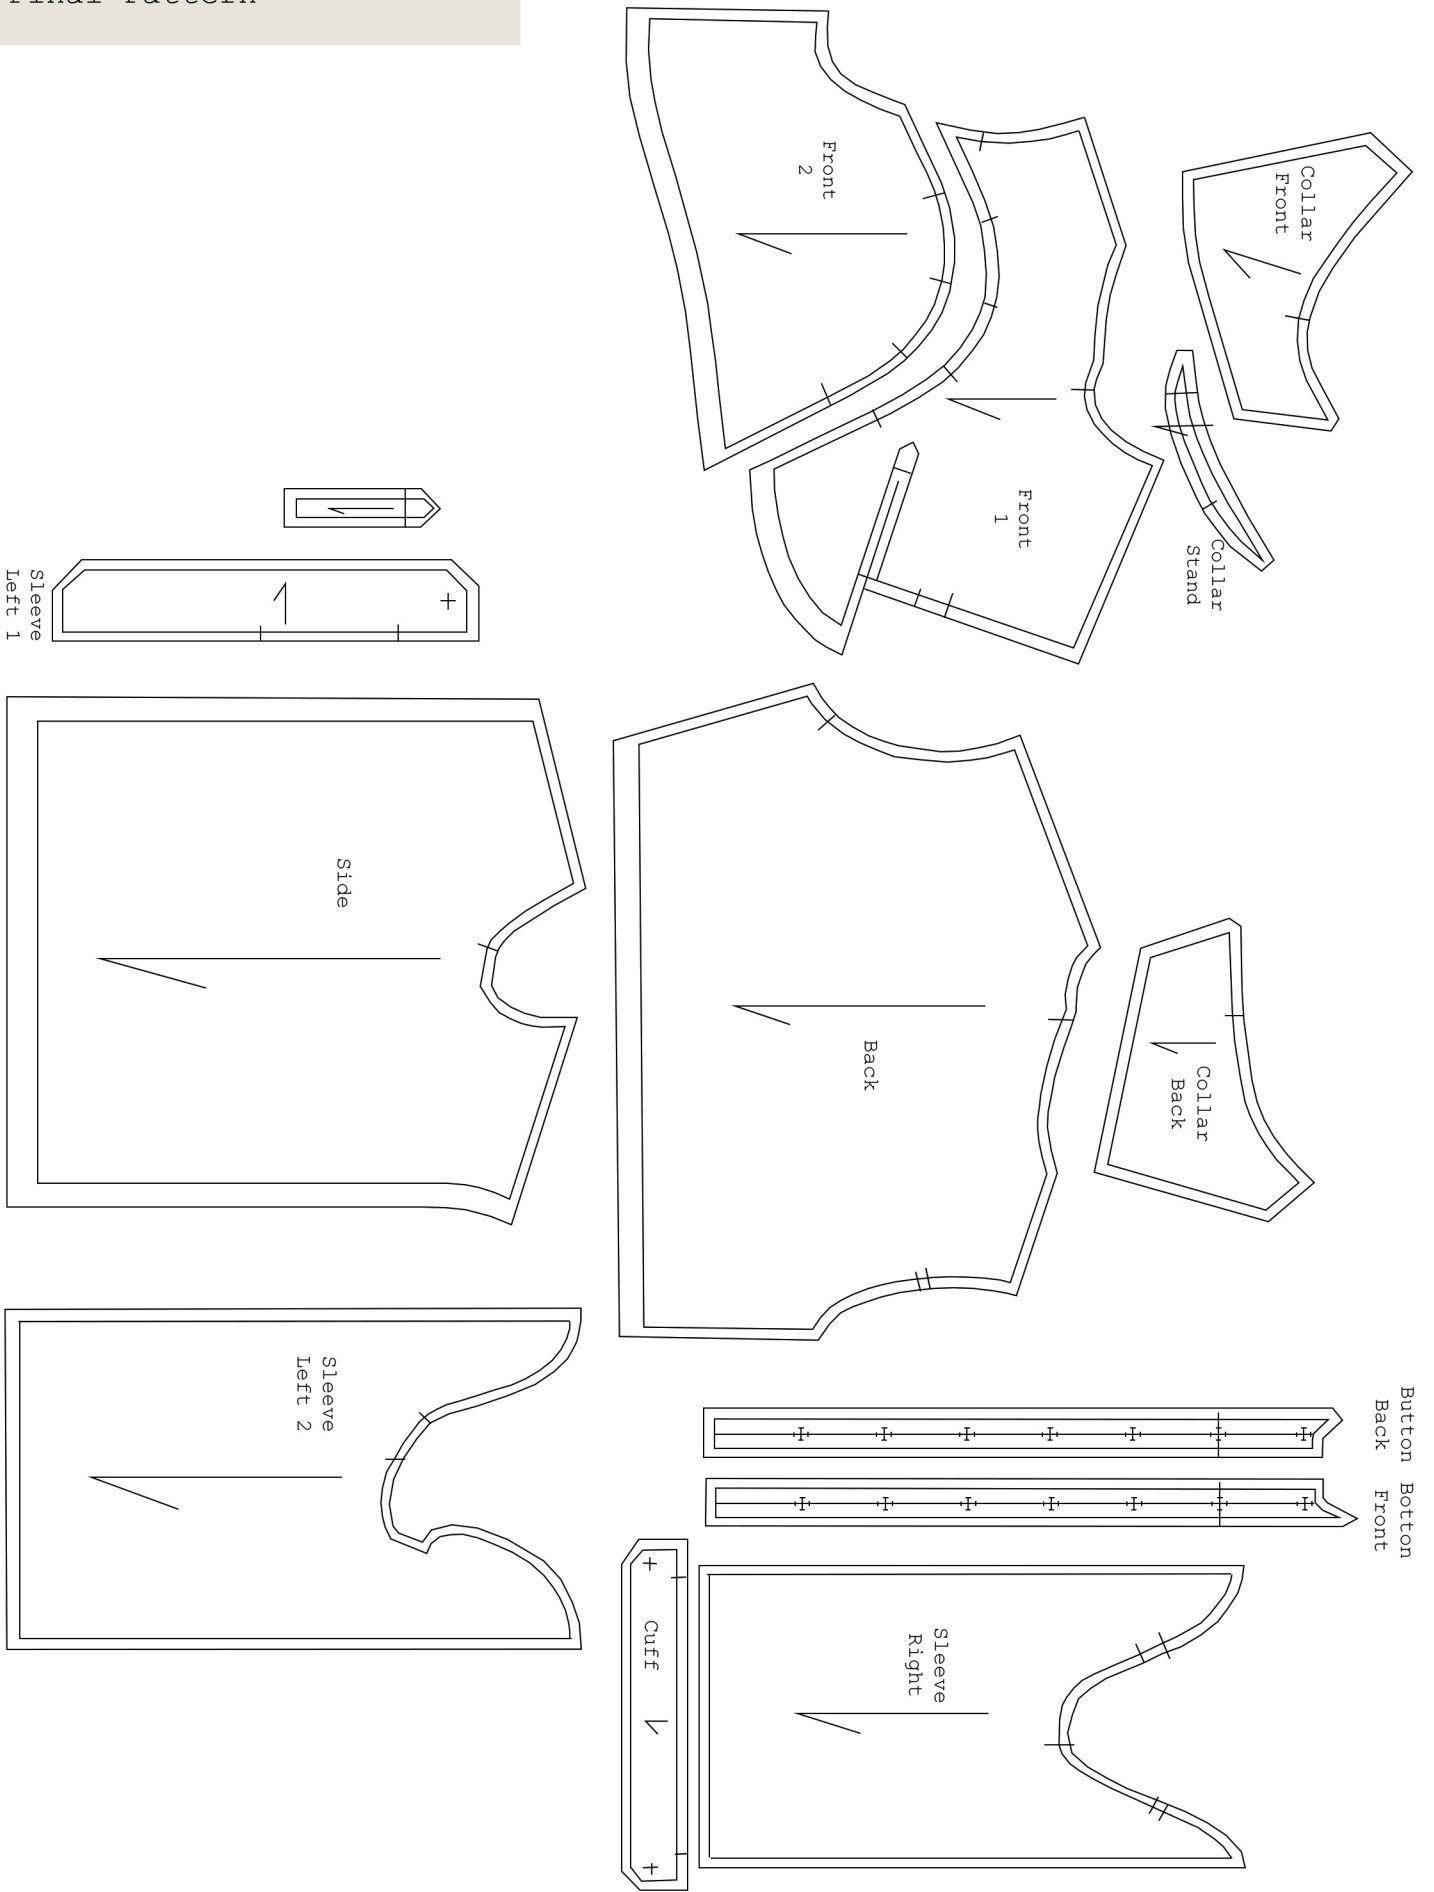 Final Pattern
Front
2
Collar
Front
Front
1
Collar
Stand
Sleeve
Left 1
Side
Back
Collar
Back
Sleeve
Left 2
Button
Back
Botton
Front
Cuff
Sleeve
Right